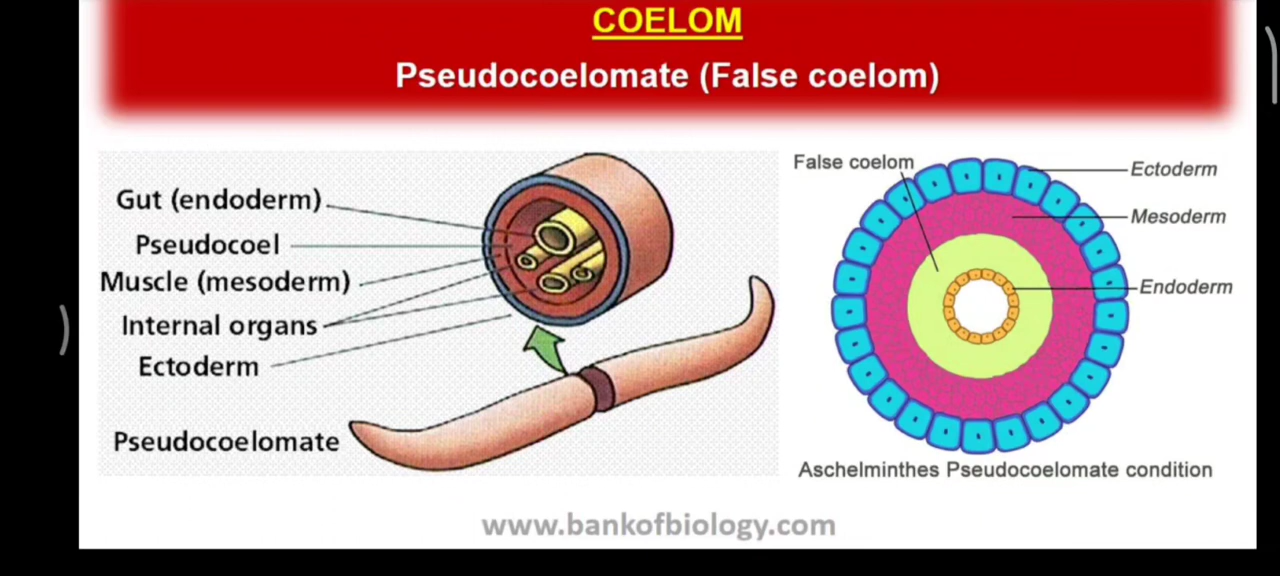 COELOM
Pseudocoelomate (False coelom)
Gut (endoderm)
Pseudocoel
Muscle (mesoderm)
Internal organs
Ectoderm
Pseudocoelomate
False coelom
Ectoderm
Mesoderm
Endoderm
Aschelminthes Pseudocoelomate condition
www.bankofbiology.com